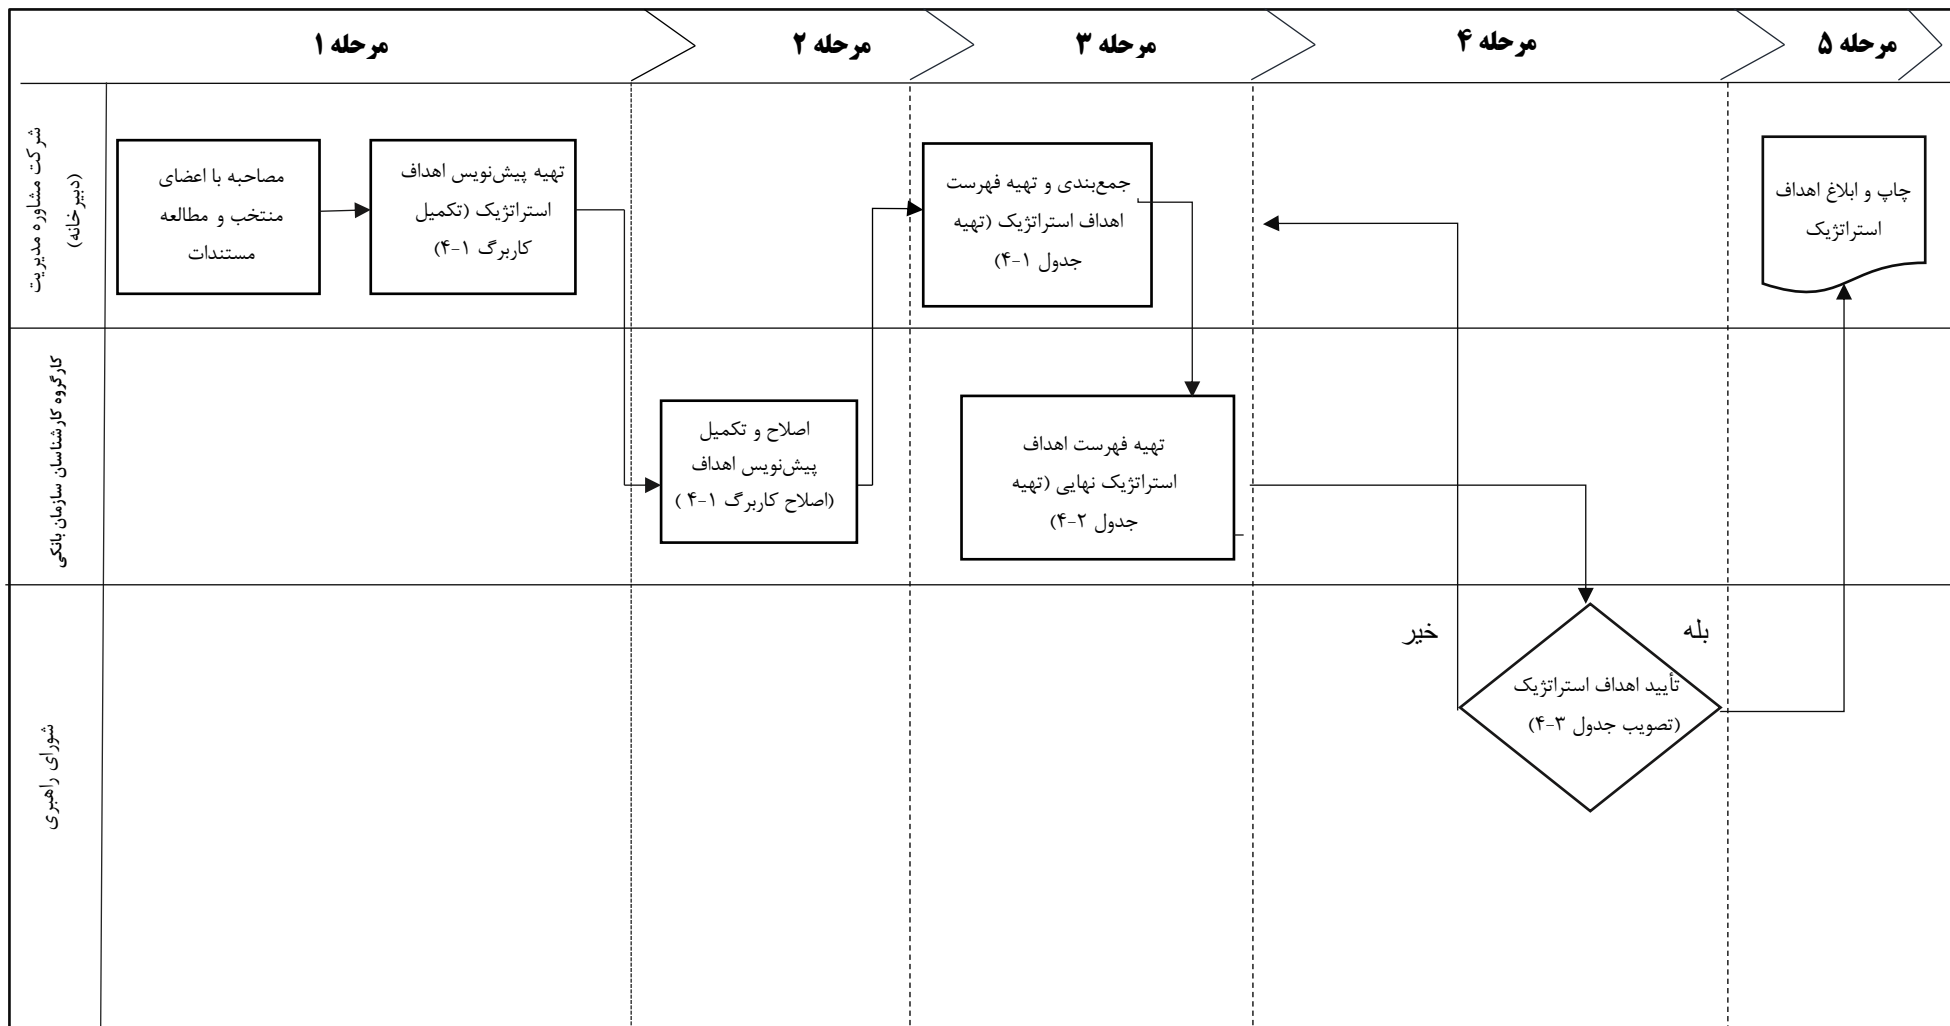 مرحله ۱
مرحله ۲
مرحله ۳
مرحله ۴
مرحله ۵
شرکت مشاوره مدیریت
(دبیرخانه)
مصاحبه با اعضای
منتخب و مطالعه
مستندات
تهیه پیش‌نویس اهداف
استراتژیک (تکمیل
کاربرگ ۱-۴)
جمع‌بندی و تهیه فهرست
اهداف استراتژیک (تهیه
جدول ۱-۴)
چاپ و ابلاغ اهداف
استراتژیک
کارگروه کارشناسان سازمان بانکی
اصلاح و تکمیل
پیش‌نویس اهداف
(اصلاح کاربرگ ۱-۴ )
تهیه فهرست اهداف
استراتژیک نهایی (تهیه
جدول ۲-۴)
شورای راهبری
خیر
بله
تأیید اهداف استراتژیک
(تصویب جدول ۳-۴)